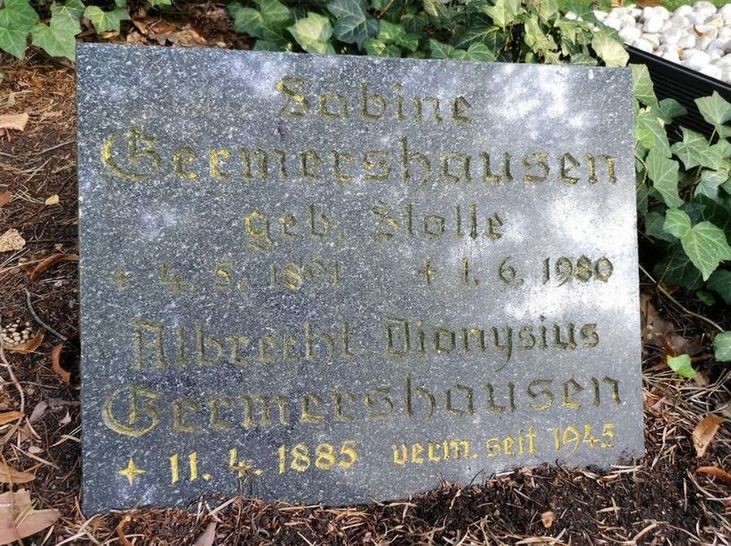 Sabine
Germershausen
geb. Stolle
* 4. 5. 1891 † 1. 6. 1980
Albrecht Dionysius
Germershausen
* 11. 4. 1885 verm. seit 1945